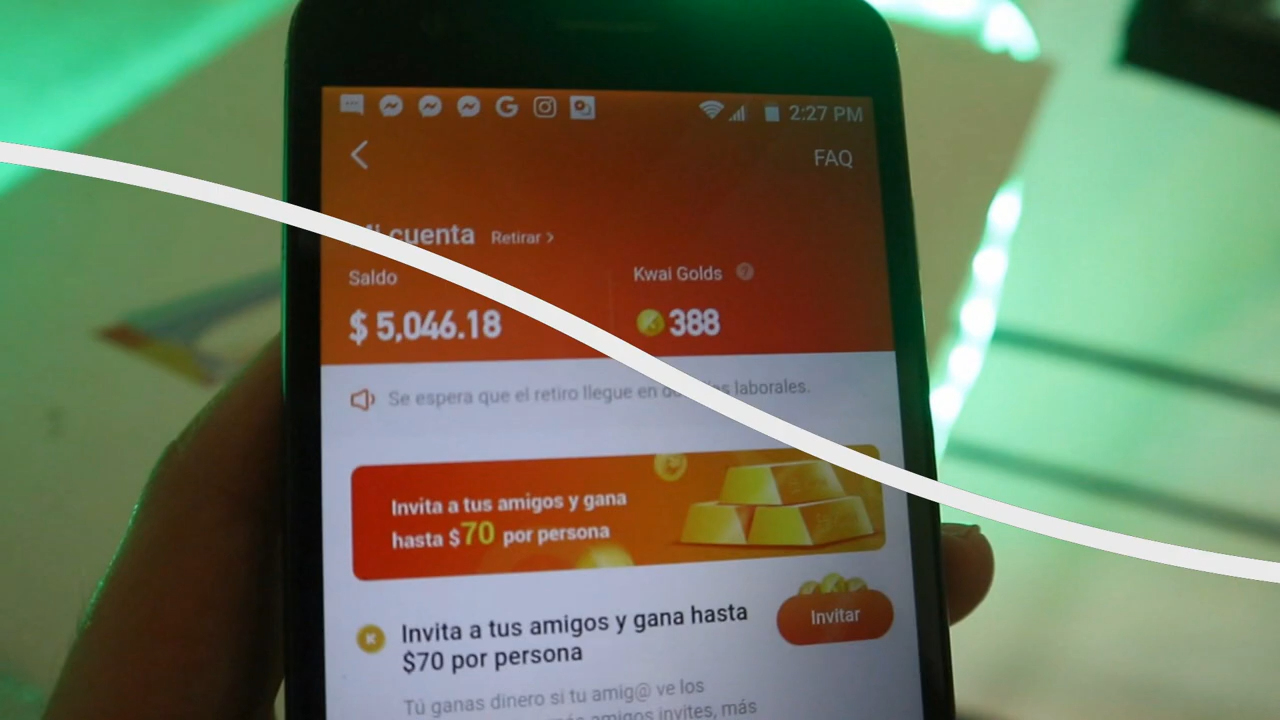 2:27 PM
FAQ
cuenta Retirar >
Saldo
Kwai Golds ?
$ 5,046.18
388
Se espera que el retiro llegue en laborales.
Invita a tus amigos y gana
hasta $70 por persona
Invita a tus amigos y gana hasta
$70 por persona
Invitar
Tú ganas dinero si tu amig@ ve los
amigos invites, más